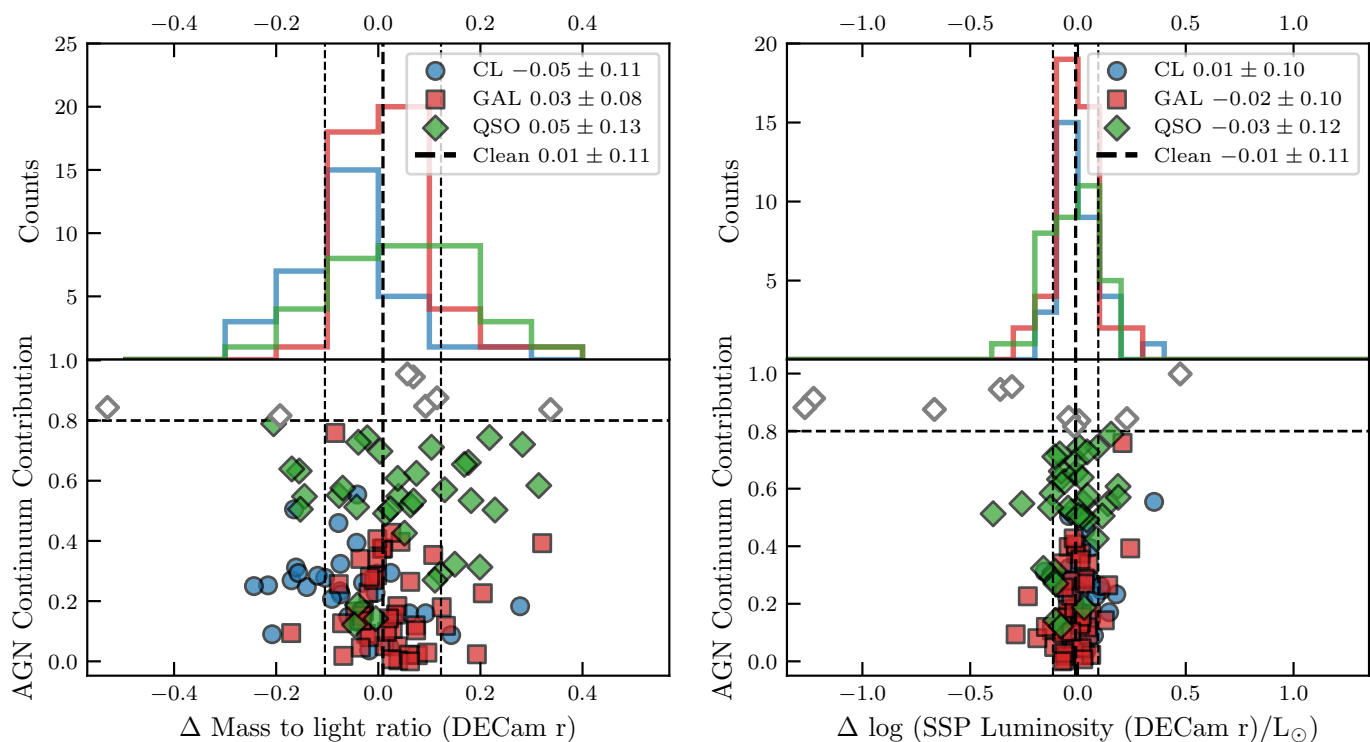 −0.4 −0.2 0.0 0.2 0.4
25
20
15
10
5
Counts
CL −0.05 ± 0.11
GAL 0.03 ± 0.08
QSO 0.05 ± 0.13
Clean 0.01 ± 0.11
1.0
0.8
0.6
0.4
0.2
0.0
AGN Continuum Contribution
−0.4 −0.2 0.0 0.2 0.4
Δ Mass to light ratio (DECam r)
−1.0 −0.5 0.0 0.5 1.0
20
15
10
5
Counts
CL 0.01 ± 0.10
GAL −0.02 ± 0.10
QSO −0.03 ± 0.12
Clean −0.01 ± 0.11
1.0
0.8
0.6
0.4
0.2
0.0
AGN Continuum Contribution
−1.0 −0.5 0.0 0.5 1.0
Δ log (SSP Luminosity (DECam r)/L☉)